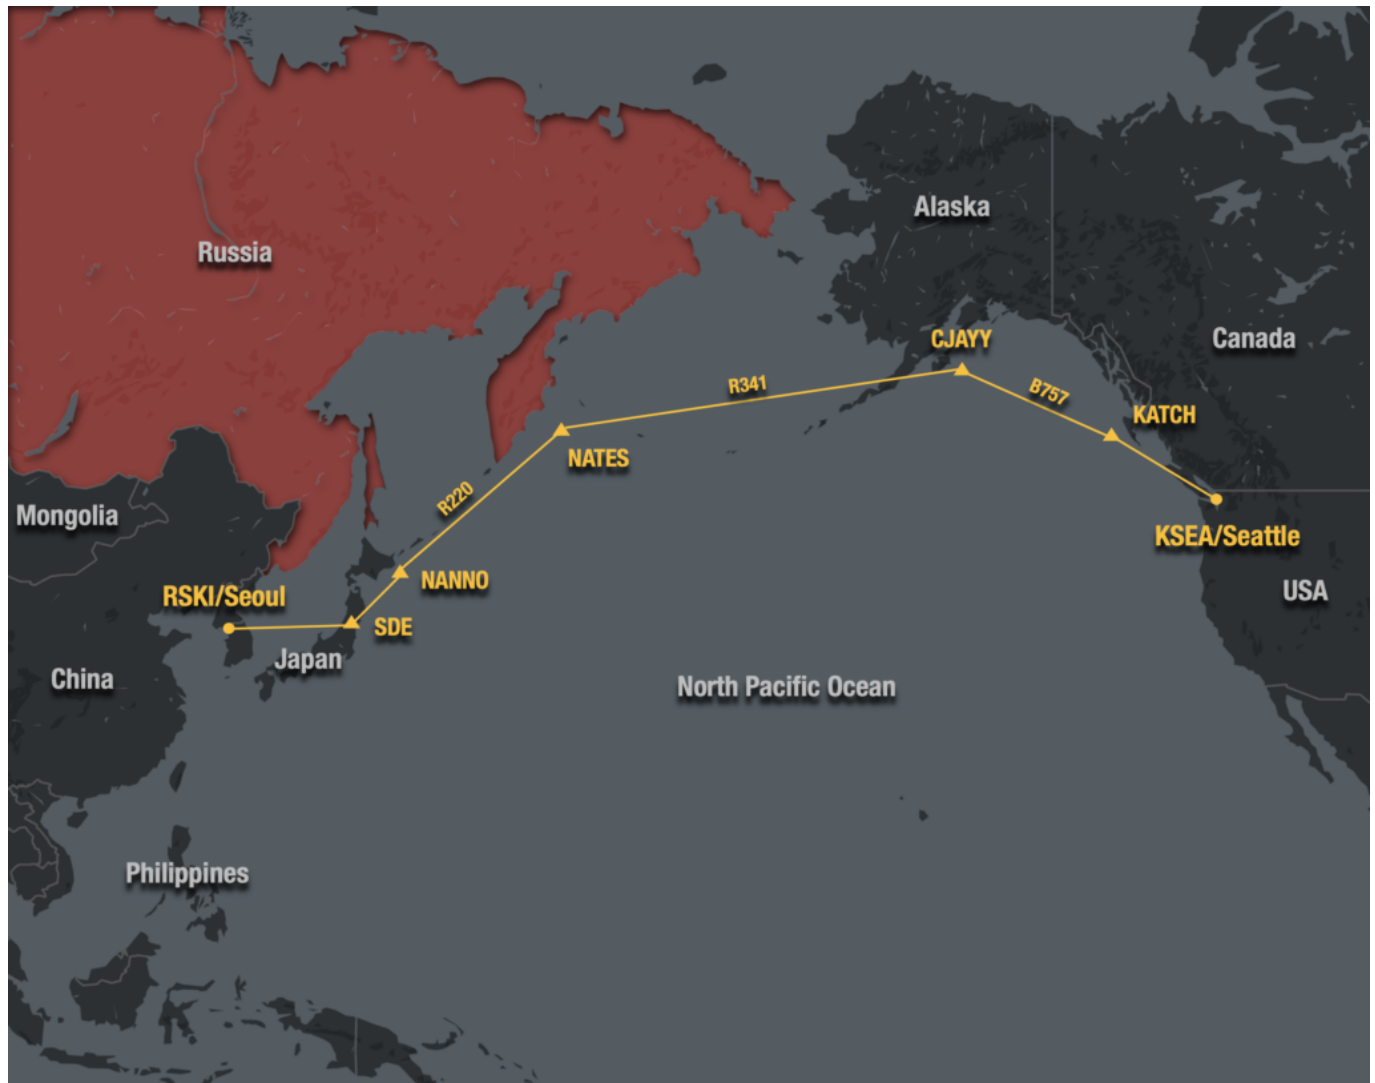 Alaska
Russia
CJAYY
Canada
R341
B757
KATCH
NATES
R220
Mongolia
KSEA/Seattle
NANNO
USA
RSKI/Seoul
SDE
Japan
China
North Pacific Ocean
Philippines